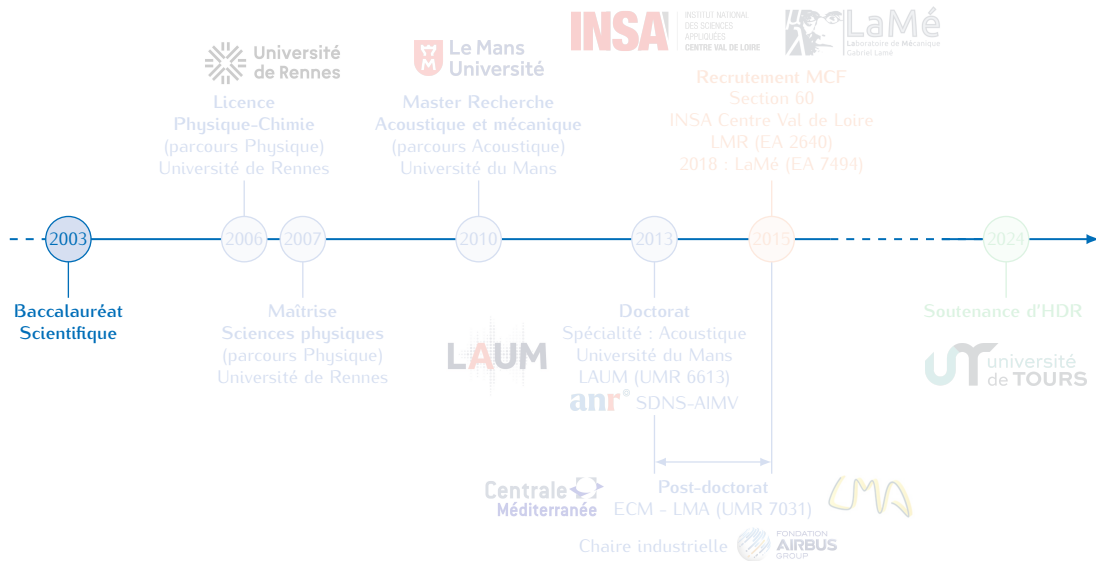 INSA
INSTITUT NATIONAL
DES SCIENCES
APPLIQUÉES
CENTRE VAL DE LOIRE
LaMé
Laboratoire de Mécanique
Gabriel Lamé
Université
de Rennes
Le Mans
Université
Licence
Physique-Chimie
(parcours Physique)
Université de Rennes
Master Recherche
Acoustique et mécanique
(parcours Acoustique)
Université du Mans
Recrutement MCF
Section 60
INSA Centre Val de Loire
LMR (EA 2640)
2018 : LaMé (EA 7494)
2003
2006
2007
2010
2013
2015
2024
Baccalauréat
Scientifique
Maîtrise
Sciences physiques
(parcours Physique)
Université de Rennes
LAUM
Doctorat
Spécialité : Acoustique
Université du Mans
LAUM (UMR 6613)
anr SDNS-AIMV
Soutenance d'HDR
université
de TOURS
Centrale
Méditerranée
Post-doctorat
ECM - LMA (UMR 7031)
LMA
Chaire industrielle
FONDATION
AIRBUS
GROUP